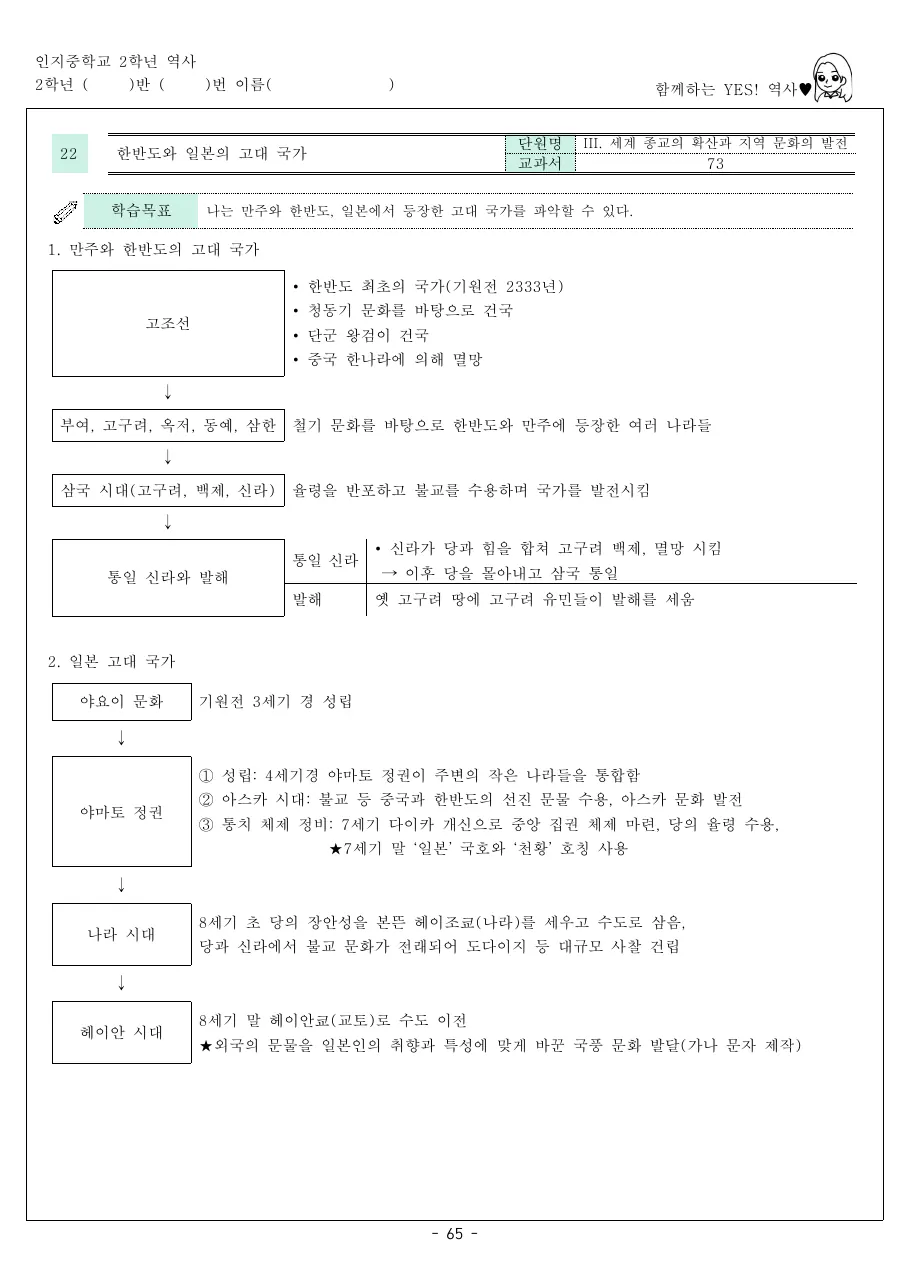 인지중학교 2학년 역사
2학년 (     )반 (     )번 이름(               )
함께하는 YES! 역사♥
22
한반도와 일본의 고대 국가
단원명
III. 세계 종교의 확산과 지역 문화의 발전
교과서
73
학습목표
나는 만주와 한반도, 일본에서 등장한 고대 국가를 파악할 수 있다.
1. 만주와 한반도의 고대 국가
고조선
• 한반도 최초의 국가(기원전 2333년)
• 청동기 문화를 바탕으로 건국
• 단군 왕검이 건국
• 중국 한나라에 의해 멸망
↓
부여, 고구려, 옥저, 동예, 삼한
철기 문화를 바탕으로 한반도와 만주에 등장한 여러 나라들
↓
삼국 시대(고구려, 백제, 신라)
율령을 반포하고 불교를 수용하며 국가를 발전시킴
↓
통일 신라와 발해
통일 신라
• 신라가 당과 힘을 합쳐 고구려 백제, 멸망 시킴
→ 이후 당을 몰아내고 삼국 통일
발해
옛 고구려 땅에 고구려 유민들이 발해를 세움
2. 일본 고대 국가
야요이 문화
기원전 3세기 경 성립
↓
야마토 정권
① 성립: 4세기경 야마토 정권이 주변의 작은 나라들을 통합함
② 아스카 시대: 불교 등 중국과 한반도의 선진 문물 수용, 아스카 문화 발전
③ 통치 체제 정비: 7세기 다이카 개신으로 중앙 집권 체제 마련, 당의 율령 수용,
★7세기 말 ‘일본’ 국호와 ‘천황’ 호칭 사용
↓
나라 시대
8세기 초 당의 장안성을 본뜬 헤이조쿄(나라)를 세우고 수도로 삼음,
당과 신라에서 불교 문화가 전래되어 도다이지 등 대규모 사찰 건립
↓
헤이안 시대
8세기 말 헤이안쿄(교토)로 수도 이전
★외국의 문물을 일본인의 취향과 특성에 맞게 바꾼 국풍 문화 발달(가나 문자 제작)
- 65 -